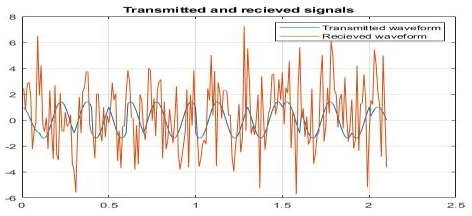 Transmitted and recieved signals
8
6
4
2
0
-2
-4
-6
Transmitted waveform
Recieved waveform
0 0.5 1 1.5 2 2.5